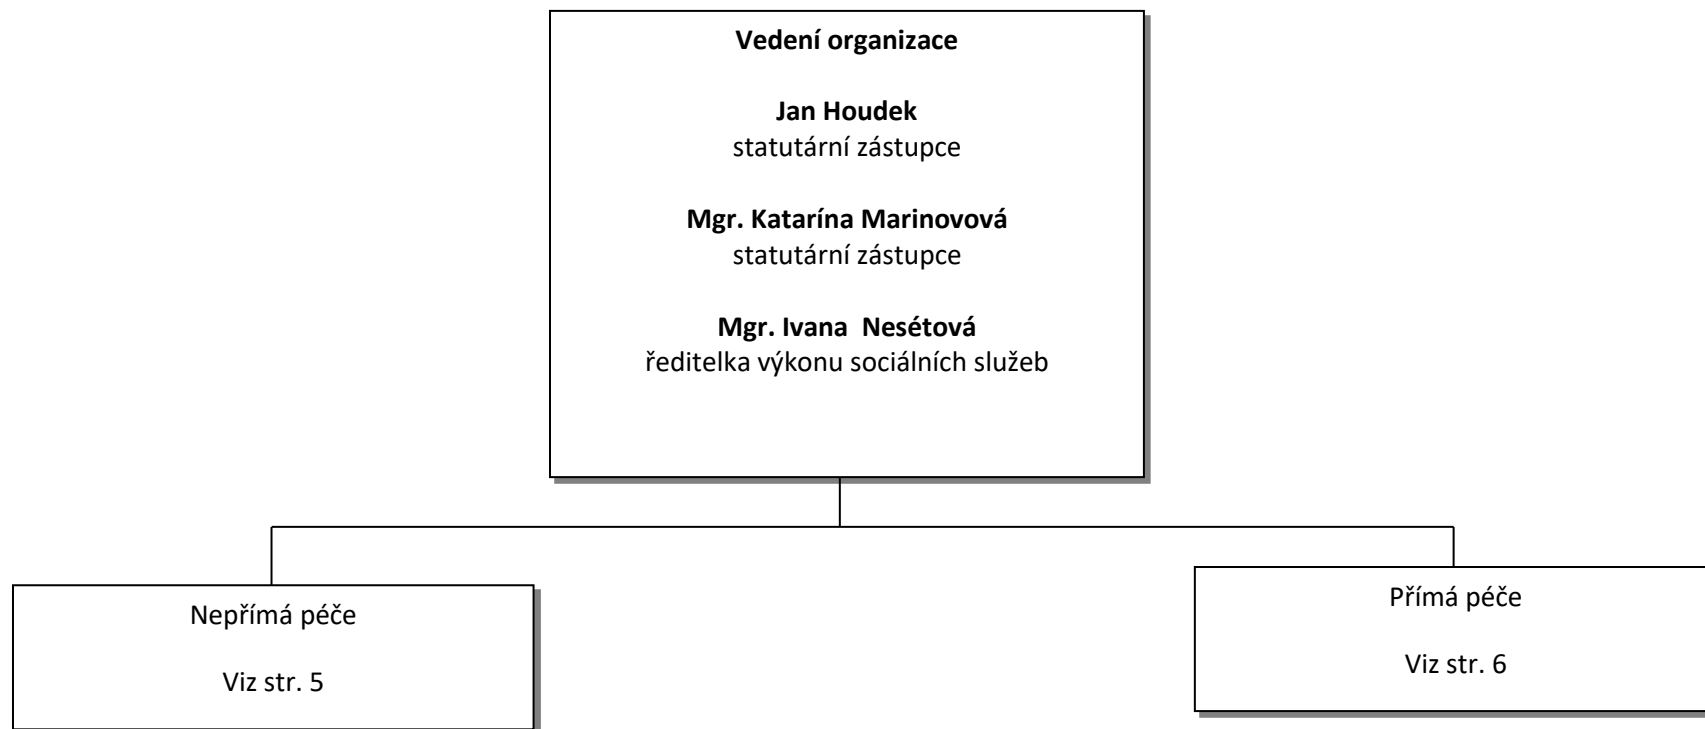 Vedení organizace
Jan Houdek
statutární zástupce
Mgr. Katarína Marinovová
statutární zástupce
Mgr. Ivana  Nesétová
ředitelka výkonu sociálních služeb
Nepřímá péče
Viz str. 5
Přímá péče
Viz str. 6